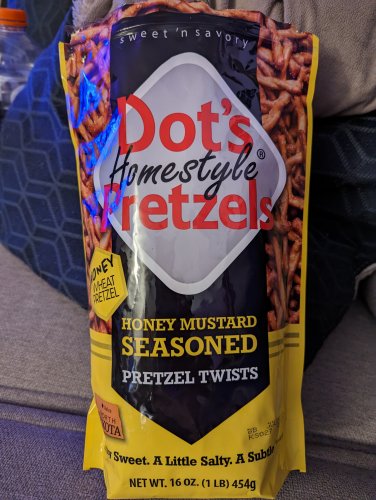 sweet 'n savory
Dot's
Homestyle®
Pretzels
HONEY
WHEAT
PRETZEL
HONEY MUSTARD
SEASONED
PRETZEL TWISTS
NORTH
Sweet. A Little Salty. A Subtle
NET WT. 16 OZ. (1 LB) 454g